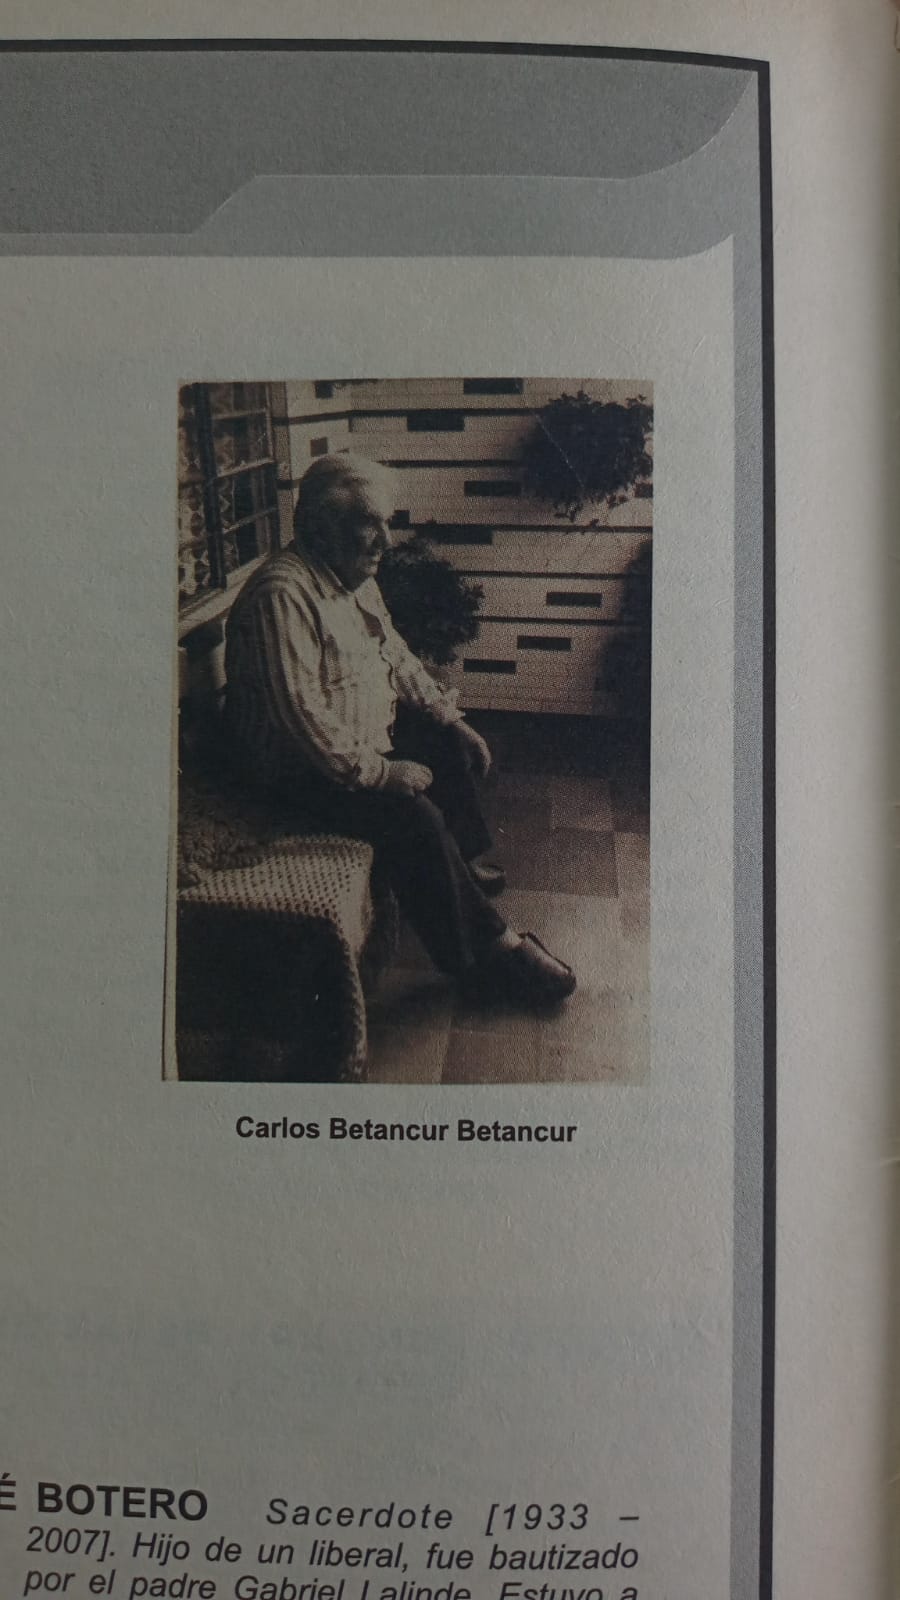 Carlos Betancur Betancur
É BOTERO Sacerdote [1933 –
2007]. Hijo de un liberal, fue bautizado
por el padre Gabriel Lalinde. Estuvo a